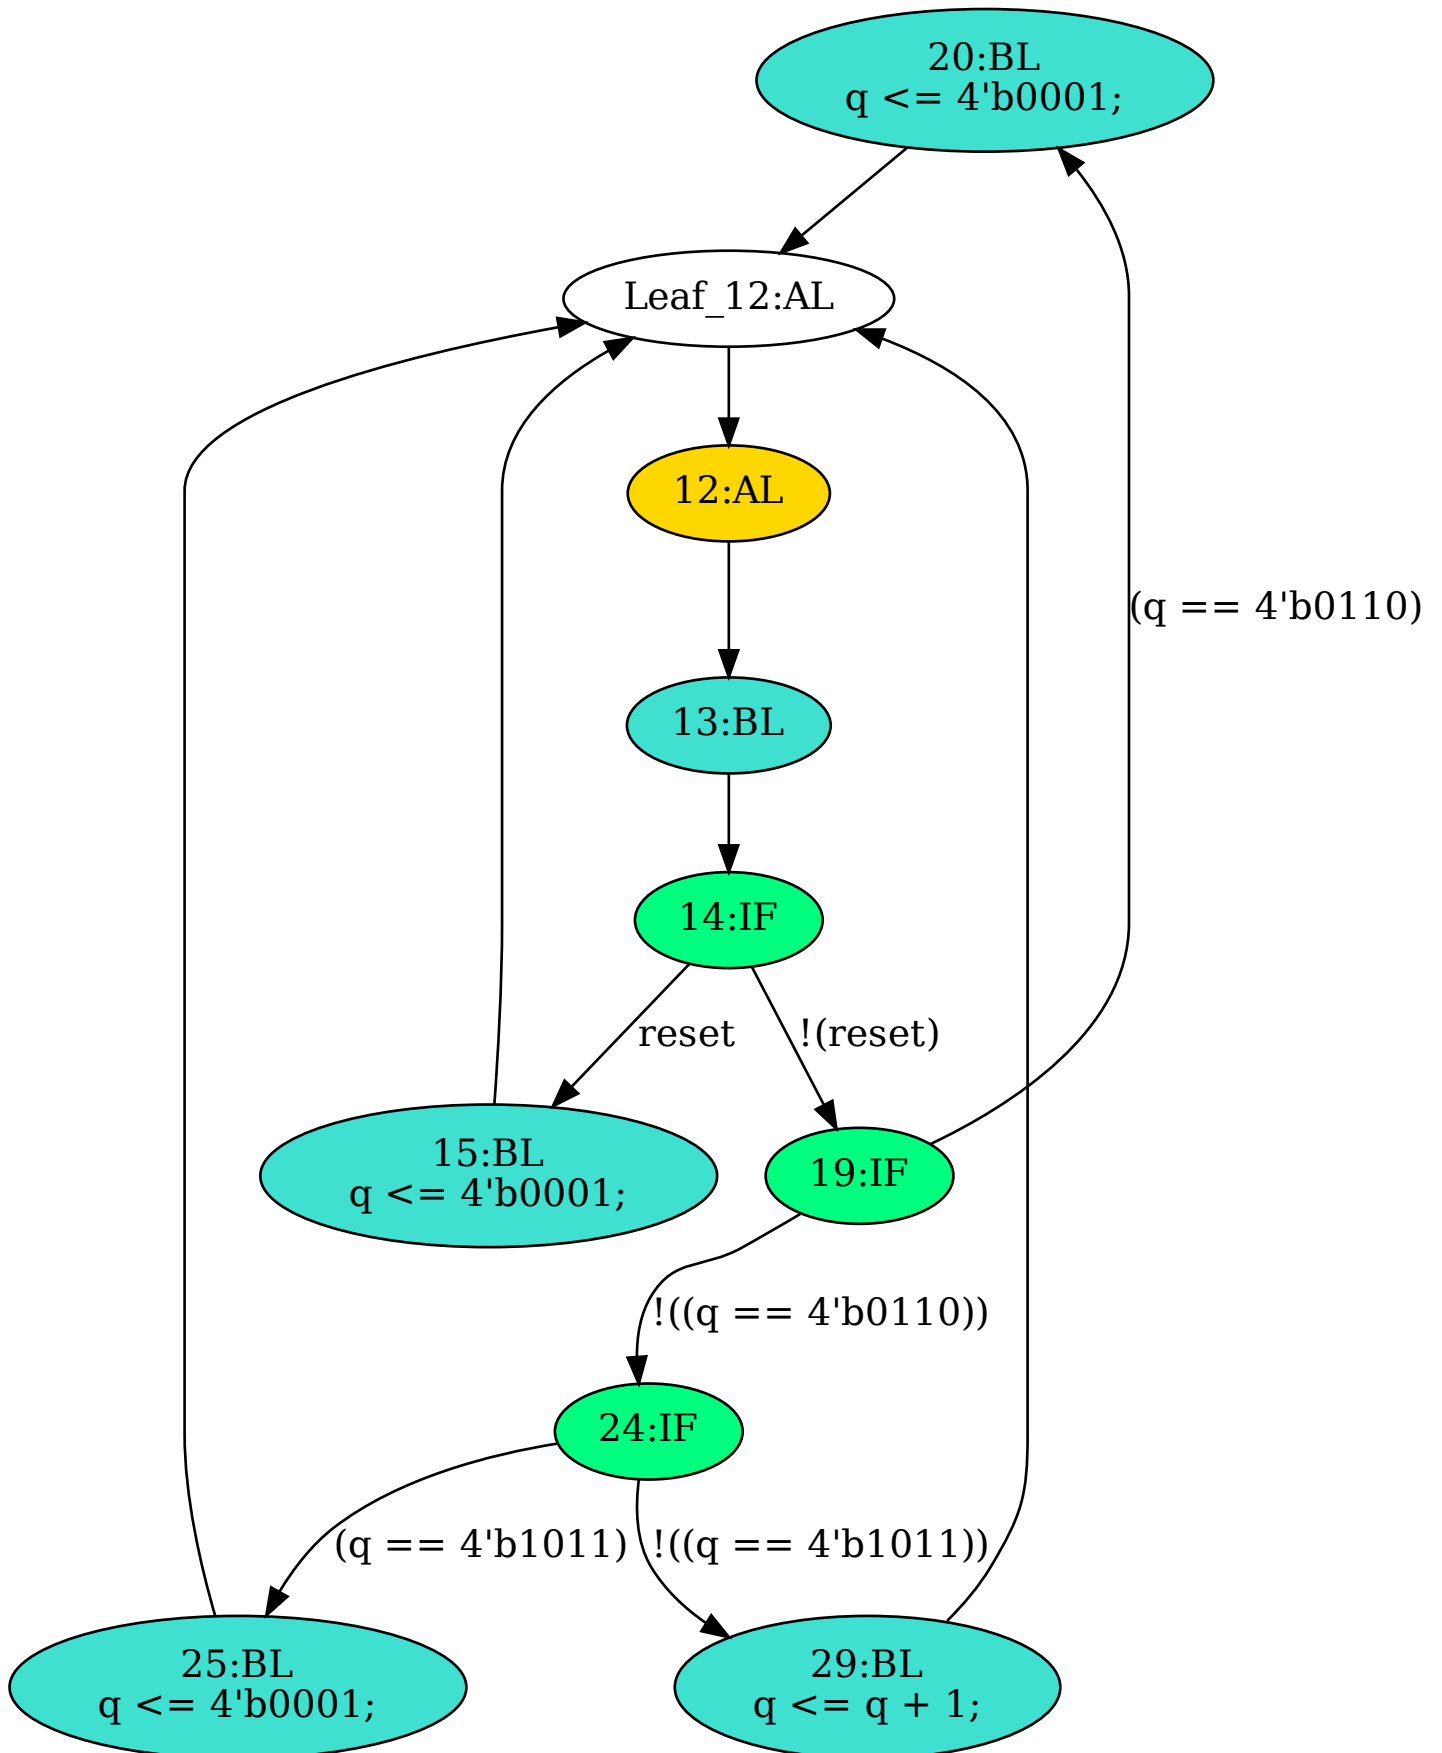 20:BL
q <= 4'b0001;
Leaf_12:AL
12:AL
(q == 4'b0110)
13:BL
14:IF
reset
!(reset)
15:BL
q <= 4'b0001;
19:IF
!((q == 4'b0110))
24:IF
(q == 4'b1011)
!((q == 4'b1011))
25:BL
q <= 4'b0001;
29:BL
q <= q + 1;